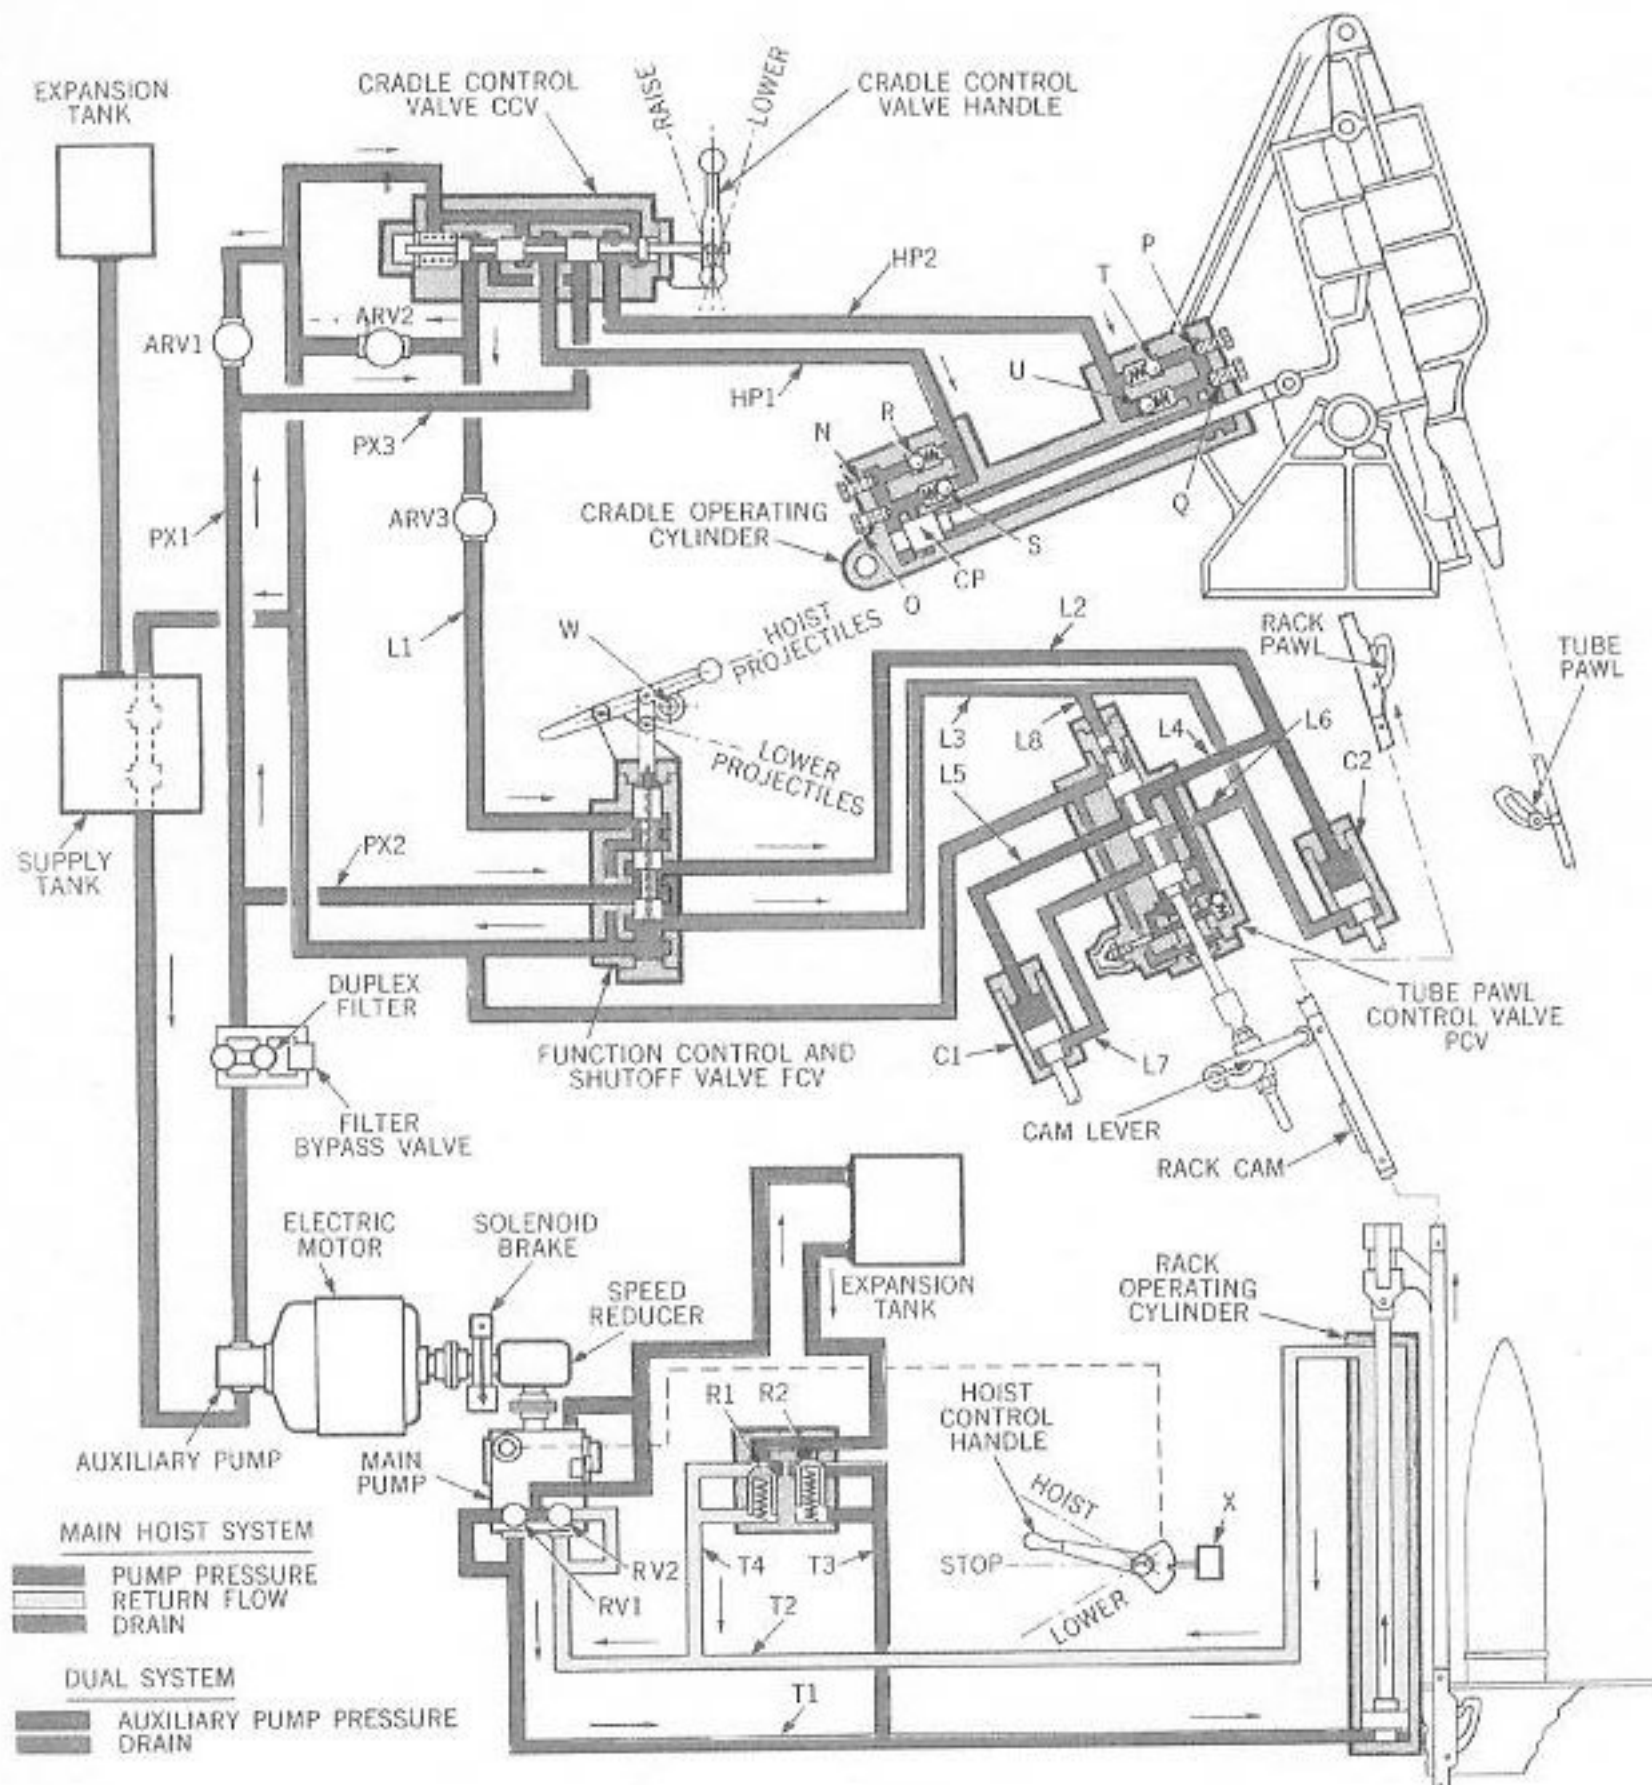 EXPANSION
TANK
CRADLE CONTROL
VALVE CCV
RAISE
LOWER
CRADLE CONTROL
VALVE HANDLE
ARV1
ARV2
HP2
HP1
P
T
U
Q
N
R
S
CP
O
CRADLE OPERATING
CYLINDER
PX3
PX1
ARV3
L1
W
HOIST
PROJECTILES
LOWER
PROJECTILES
L2
RACK
PAWL
TUBE
PAWL
L3
L8
L4
L6
L5
C2
SUPPLY
TANK
PX2
DUPLEX
FILTER
FUNCTION CONTROL AND
SHUTOFF VALVE FCV
C1
L7
TUBE PAWL
CONTROL VALVE
PCV
CAM LEVER
RACK CAM
FILTER
BYPASS VALVE
ELECTRIC
MOTOR
SOLENOID
BRAKE
SPEED
REDUCER
EXPANSION
TANK
RACK
OPERATING
CYLINDER
AUXILIARY PUMP
MAIN
PUMP
R1
R2
HOIST
CONTROL
HANDLE
HOIST
STOP
LOWER
X
RV2
RV1
T4
T3
T2
T1
MAIN HOIST SYSTEM
PUMP PRESSURE
RETURN FLOW
DRAIN
DUAL SYSTEM
AUXILIARY PUMP PRESSURE
DRAIN